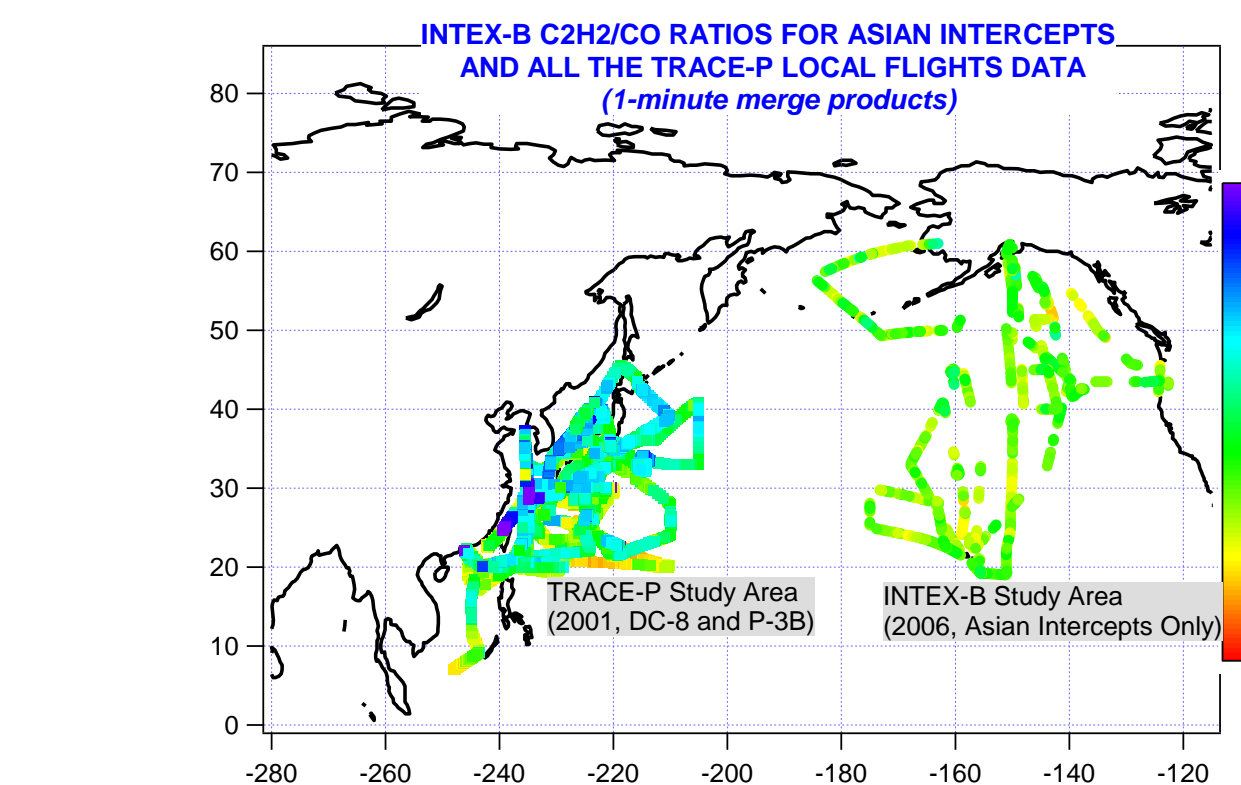 INTEX-B C2H2/CO RATIOS FOR ASIAN INTERCEPTS
AND ALL THE TRACE-P LOCAL FLIGHTS DATA
(1-minute merge products)
80
70
60
50
40
30
20
10
0
TRACE-P Study Area
(2001, DC-8 and P-3B)
INTEX-B Study Area
(2006, Asian Intercepts Only)
-280 -260 -240 -220 -200 -180 -160 -140 -120